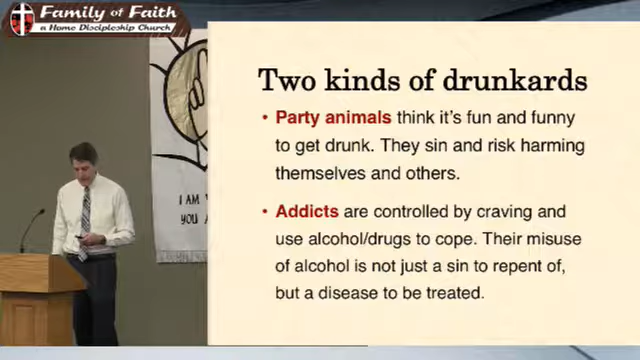 Family of Faith
a Home Discipleship Church
Two kinds of drunkards
• Party animals think it's fun and funny
to get drunk. They sin and risk harming
themselves and others.
• Addicts are controlled by craving and
use alcohol/drugs to cope. Their misuse
of alcohol is not just a sin to repent of,
but a disease to be treated.
I AM
YOU